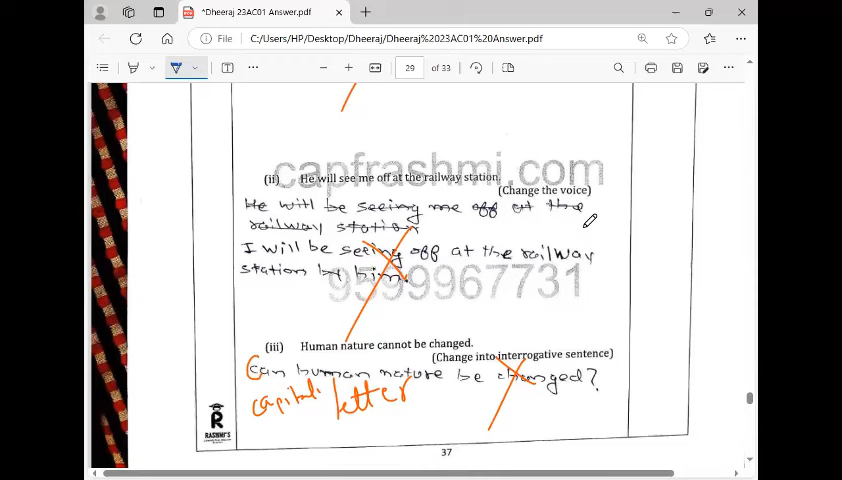 *Dheeraj 23AC01 Answer.pdf
File
C:/Users/HP/Desktop/Dheeraj/Dheeraj%2023AC01%20Answer.pdf
29 of 33
capfrashmi.com
(ii) He will see me off at the railway station.
(Change the voice)
He will be seeing me off at the
railway station
I will be seeing off at the railway
station by him.
9599967731
(iii) Human nature cannot be changed.
(Change into interrogative sentence)
Can human nature be changed?
capital letter
R
RASHMI'S
37